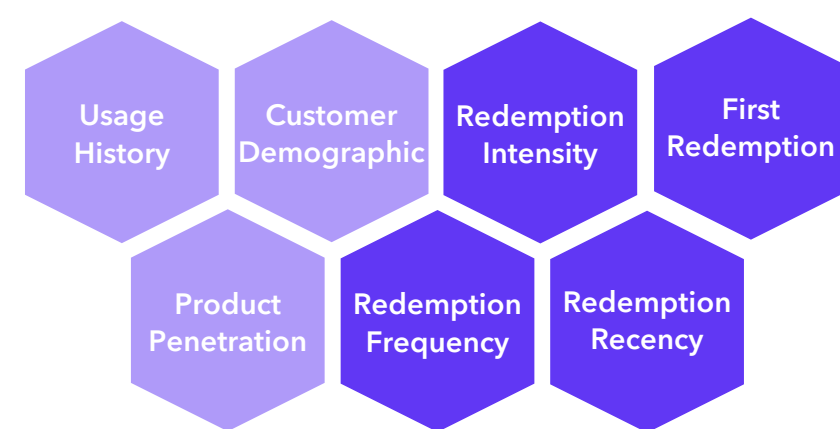 Usage
History
Customer
Demographic
Redemption
Intensity
First
Redemption
Product
Penetration
Redemption
Frequency
Redemption
Recency